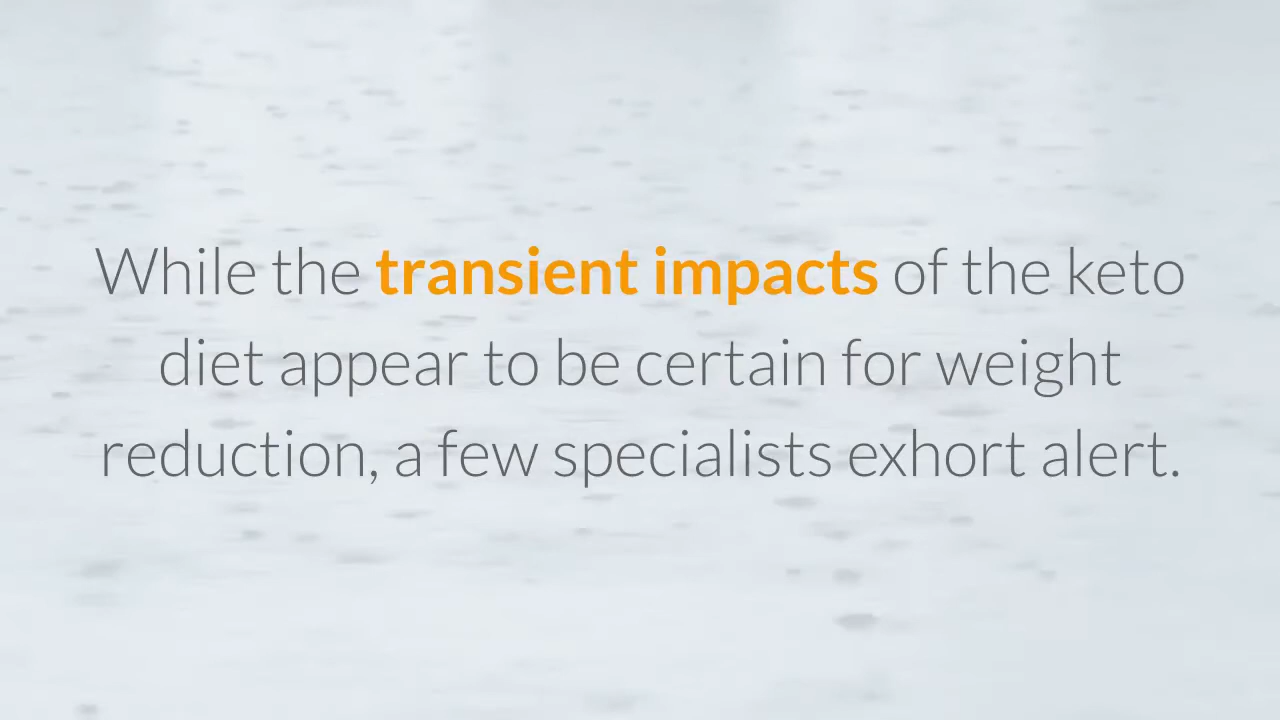 While the transient impacts of the keto
diet appear to be certain for weight
reduction, a few specialists exhort alert.